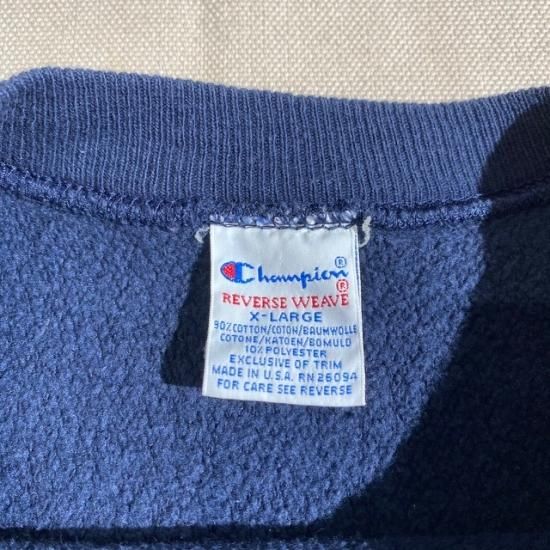 Champion®
REVERSE WEAVE®
X-LARGE
90% COTTON/COTON/BAUMWOLLE
COTONE/KATOEN/BOMULD
10% POLYESTER
EXCLUSIVE OF TRIM
MADE IN U.S.A. RN 26094
FOR CARE SEE REVERSE